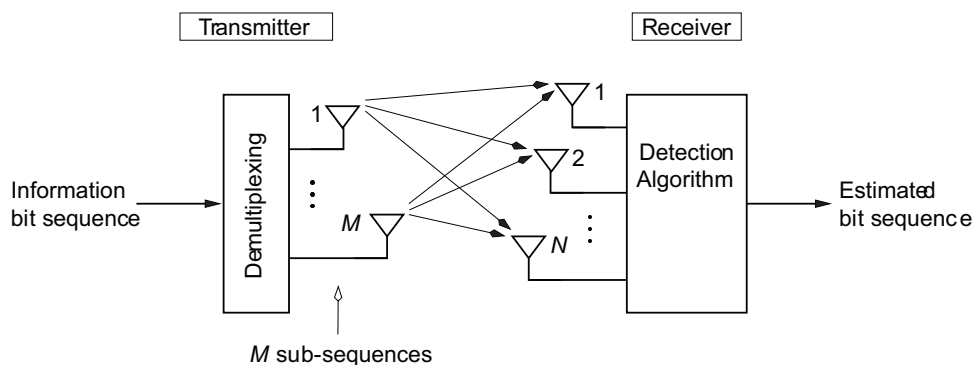 Transmitter
Receiver
1
1
Demultiplexing
2
Detection
Algorithm
Information
bit sequence
Estimated
bit sequence
M
N
M sub-sequences